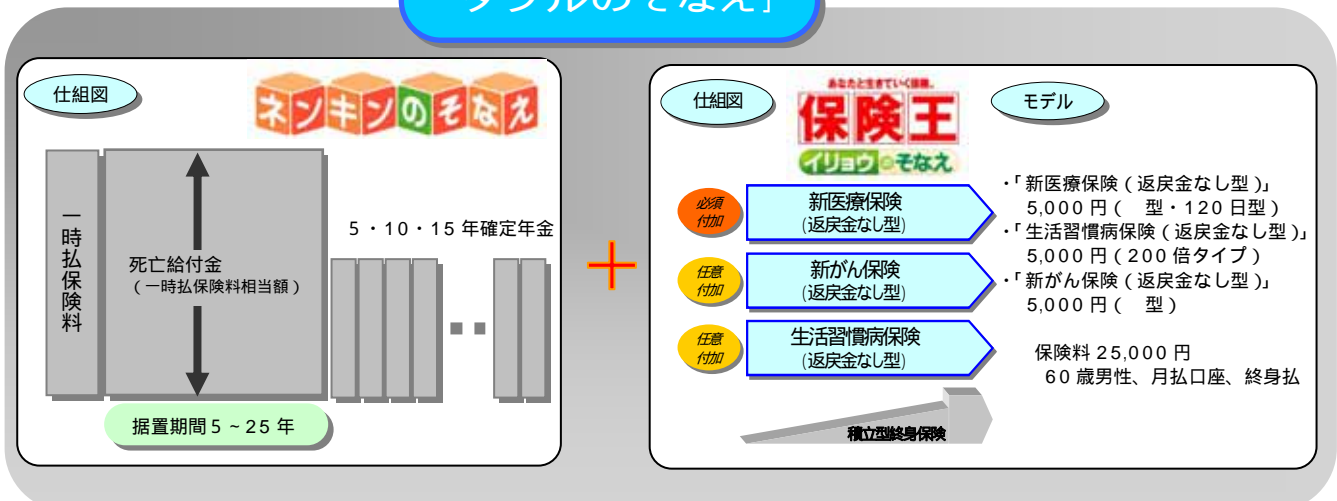 ダブルのそなえ」
仕組図
ネンキンのそなえ
一時払保険料
死亡給付金
(一時払保険料相当額)
5・10・15年確定年金
据置期間5~25年
+
仕組図
あなたと生きていく保険。
保険王
イリョウのそなえ
モデル
必須
付加
新医療保険
(返戻金なし型)
任意
付加
新がん保険
(返戻金なし型)
任意
付加
生活習慣病保険
(返戻金なし型)
積立型終身保険
・「新医療保険(返戻金なし型)」
5,000円( 型・120日型)
・「生活習慣病保険(返戻金なし型)」
5,000円(200倍タイプ)
・「新がん保険(返戻金なし型)」
5,000円( 型)
保険料25,000円
60歳男性、月払口座、終身払